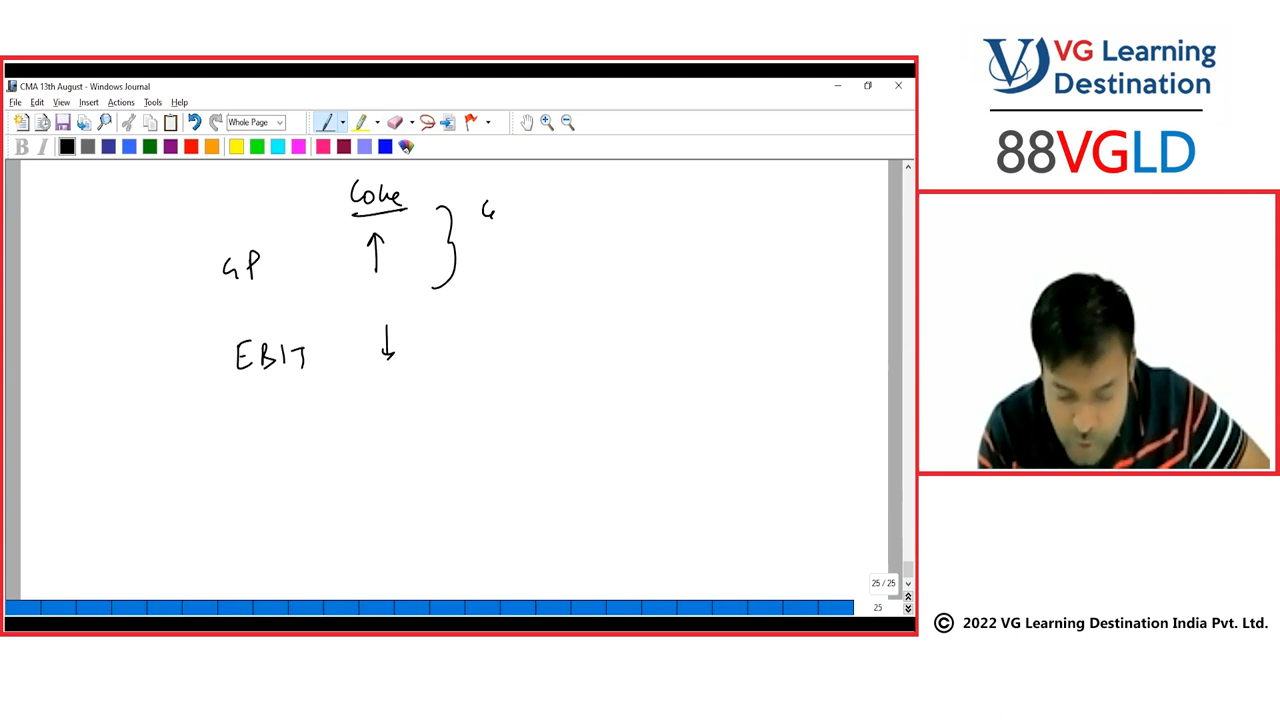 CMA 13th August - Windows Journal
File Edit View Insert Actions Tools Help
Whole Page
B I
Coke
GP
EBIT
25 / 25
25
VG Learning
Destination
88VGLD
© 2022 VG Learning Destination India Pvt. Ltd.